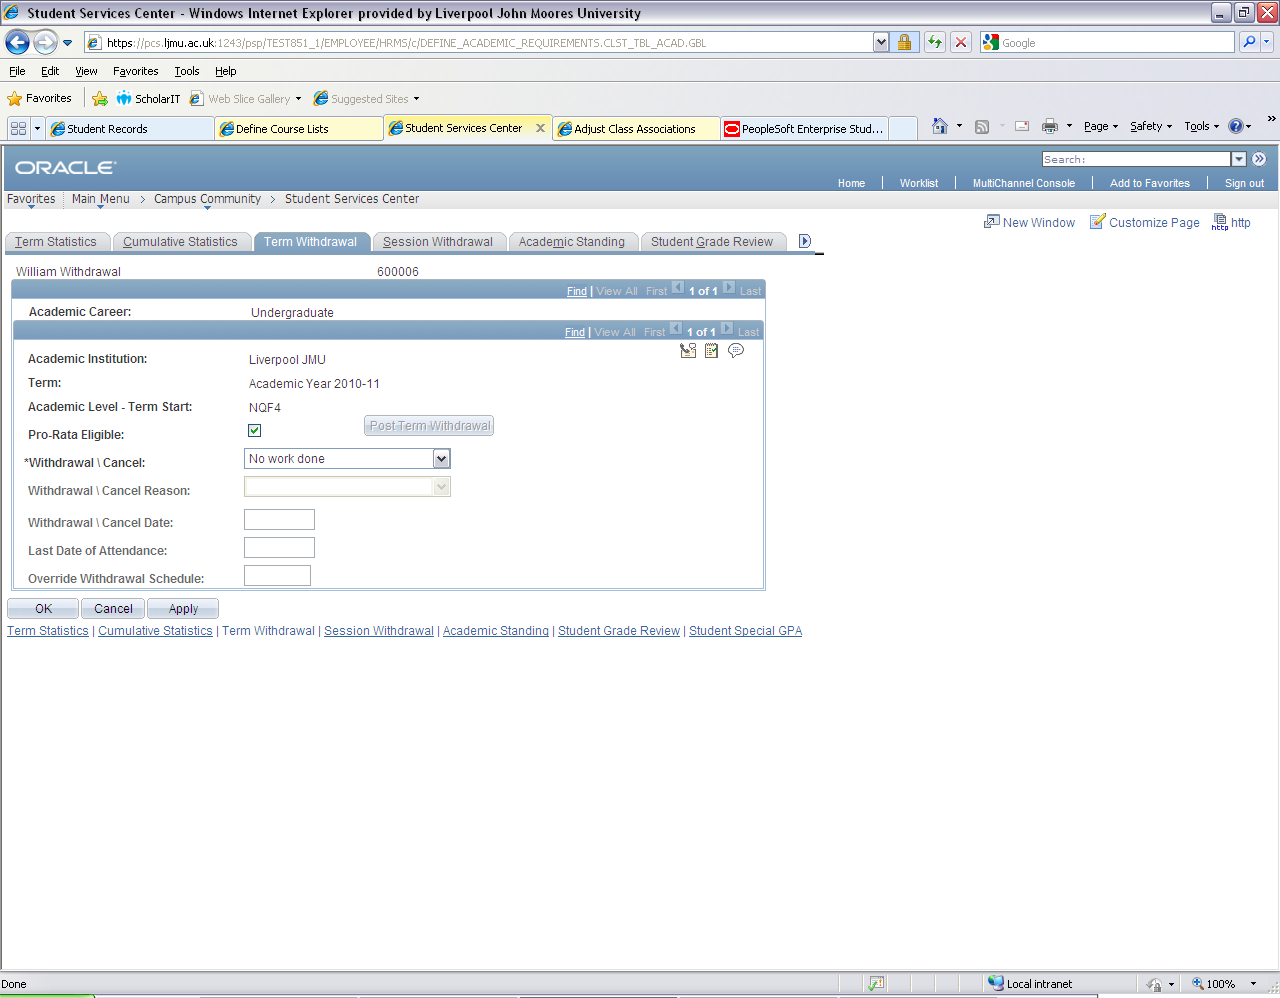 Student Services Center - Windows Internet Explorer provided by Liverpool John Moores University
https://pcs.ljmu.ac.uk:1243/psp/TEST851_1/EMPLOYEE/HRMS/c/DEFINE_ACADEMIC_REQUIREMENTS.CLST_TBL_ACAD.GBL
Google
File Edit View Favorites Tools Help
Favorites ScholarIT Web Slice Gallery Suggested Sites
Student Records Define Course Lists Student Services Center Adjust Class Associations PeopleSoft Enterprise Stud... Page Safety Tools
ORACLE
Search:
Home Worklist MultiChannel Console Add to Favorites Sign out
Favorites Main Menu > Campus Community > Student Services Center
New Window Customize Page http
Term Statistics Cumulative Statistics Term Withdrawal Session Withdrawal Academic Standing Student Grade Review
William Withdrawal 600006
Find | View All First 1 of 1 Last
Academic Career: Undergraduate
Find | View All First 1 of 1 Last
Academic Institution: Liverpool JMU
Term: Academic Year 2010-11
Academic Level - Term Start: NQF4
Pro-Rata Eligible: Post Term Withdrawal
*Withdrawal \ Cancel: No work done
Withdrawal \ Cancel Reason:
Withdrawal \ Cancel Date:
Last Date of Attendance:
Override Withdrawal Schedule:
OK Cancel Apply
Term Statistics | Cumulative Statistics | Term Withdrawal | Session Withdrawal | Academic Standing | Student Grade Review | Student Special GPA
Done Local intranet 100%